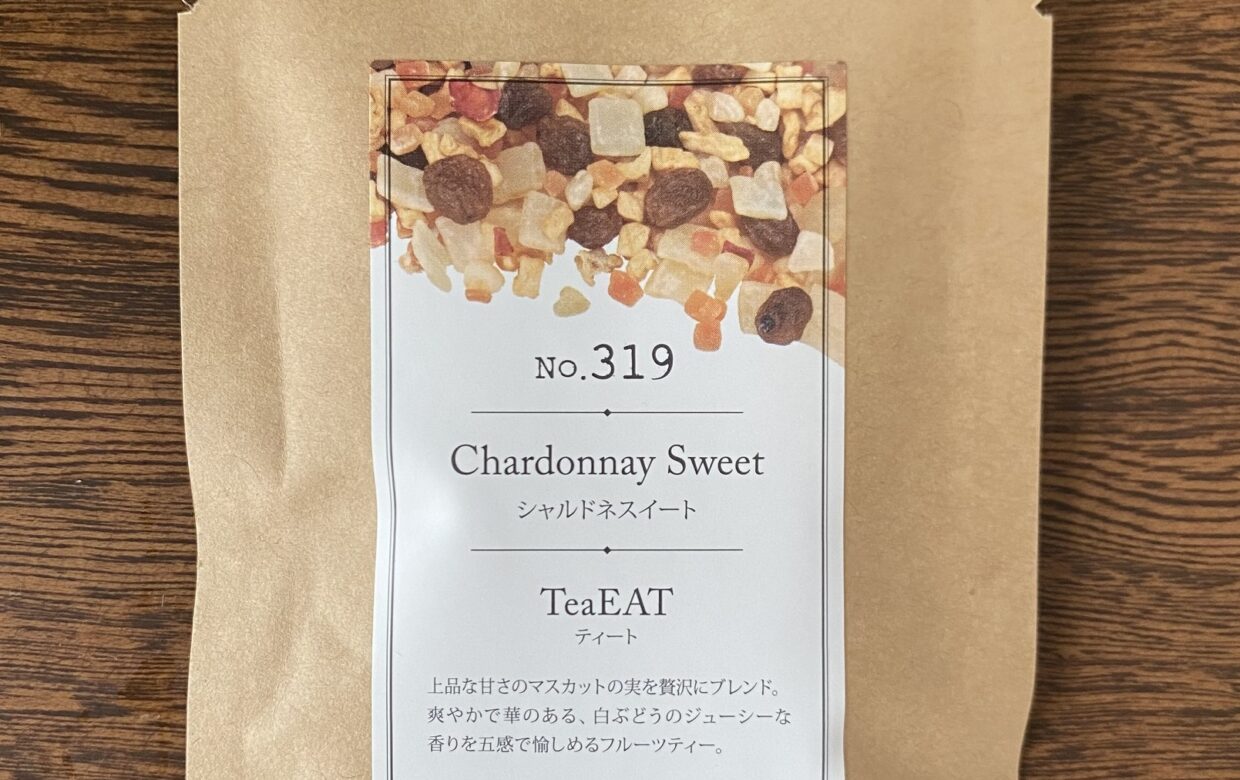 No.319
Chardonnay Sweet
シャルドネスイート
TeaEAT
ティート
上品な甘さのマスカットの実を贅沢にブレンド。
爽やかで華のある、白ぶどうのジューシーな
香りを五感で愉しめるフルーツティー。